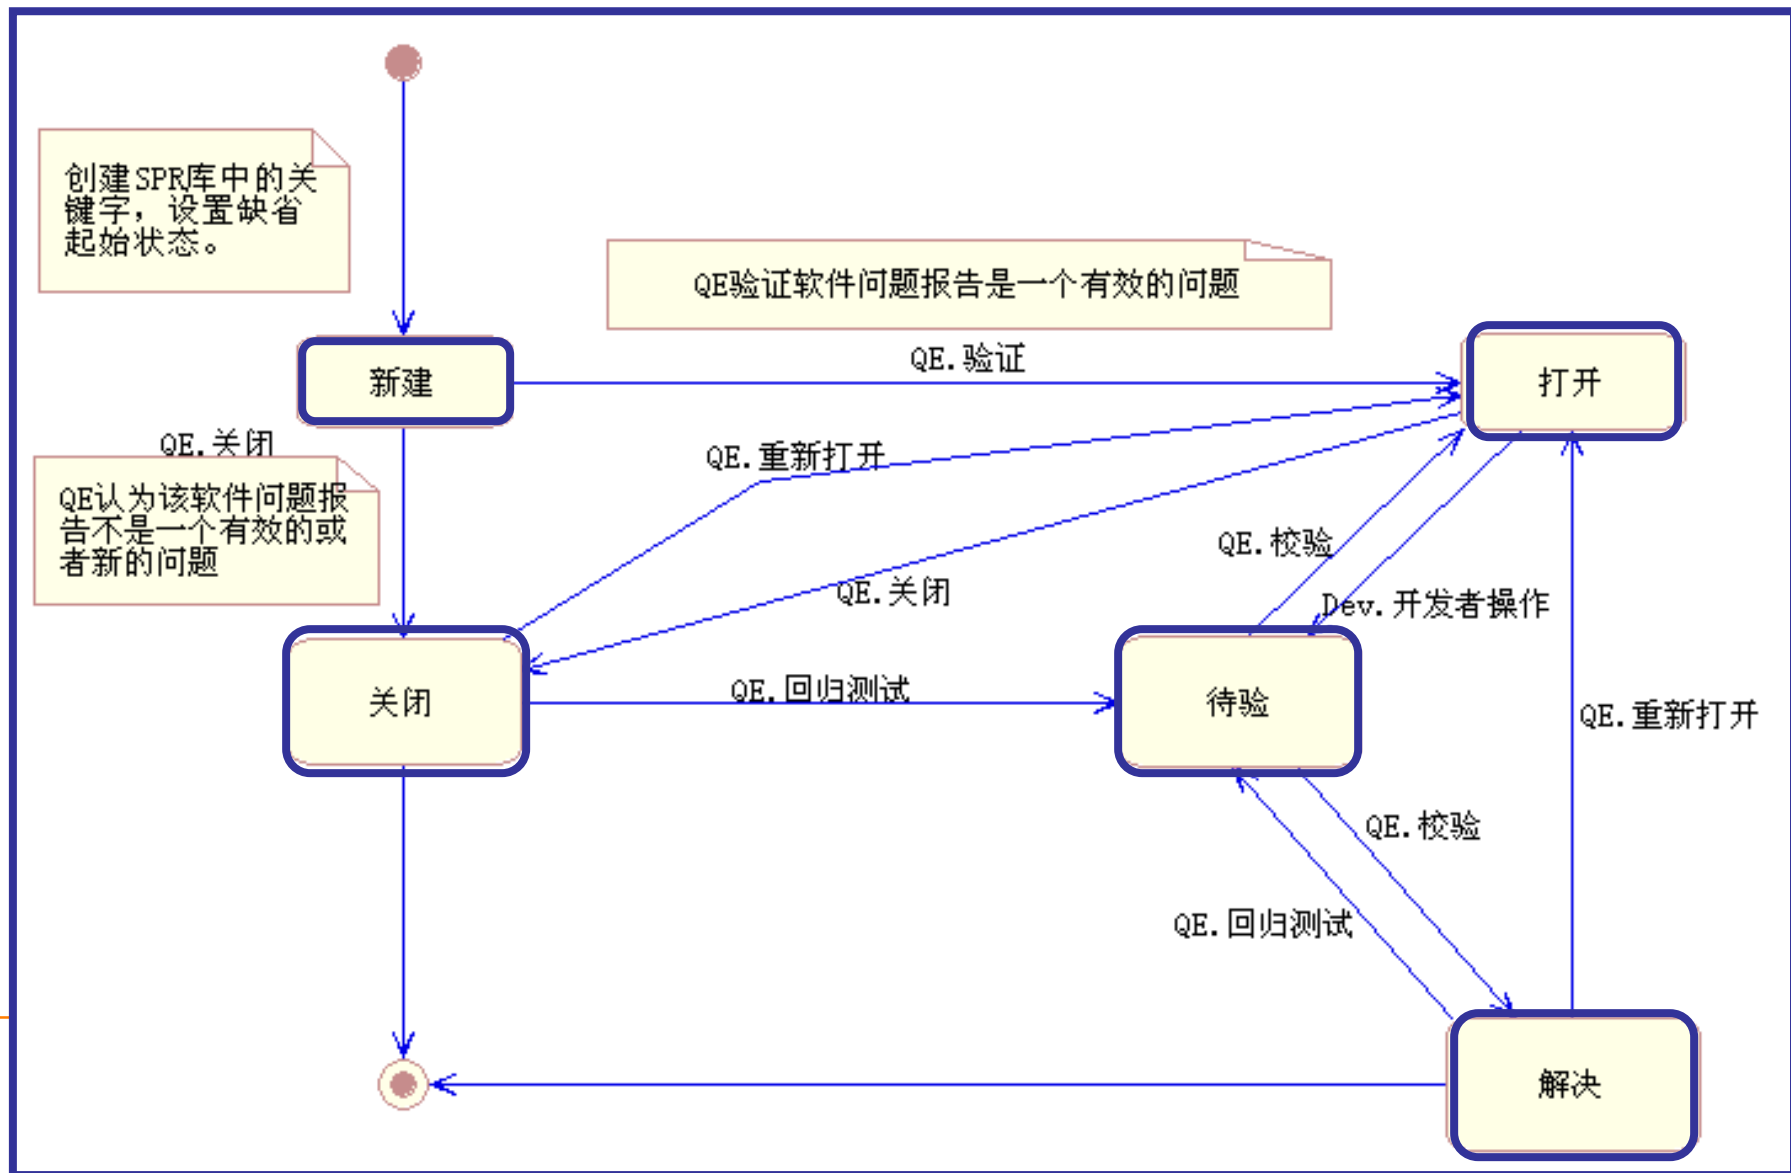 创建SPR库中的关
键字，设置缺省
起始状态。
QE验证软件问题报告是一个有效的问题
QE.验证
新建
打开
QE.关闭
QE.重新打开
QE认为该软件问题报
告不是一个有效的或
者新的问题
QE.校验
QE.关闭
Dev.开发者操作
QE.回归测试
关闭
待验
QE.重新打开
QE.校验
QE.回归测试
解决